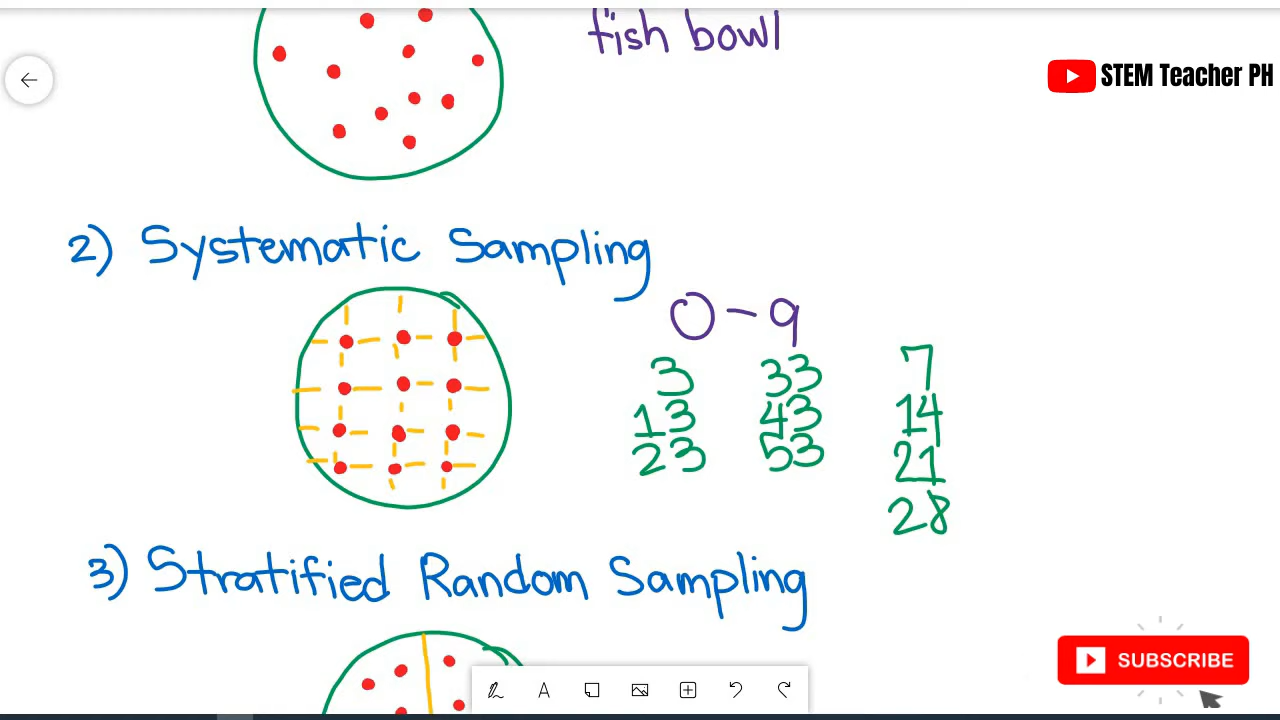 fish bowl
STEM Teacher PH
2) Systematic Sampling
0-9
3 33 7
13 43 14
23 53 21
28
3) Stratified Random Sampling
SUBSCRIBE
A